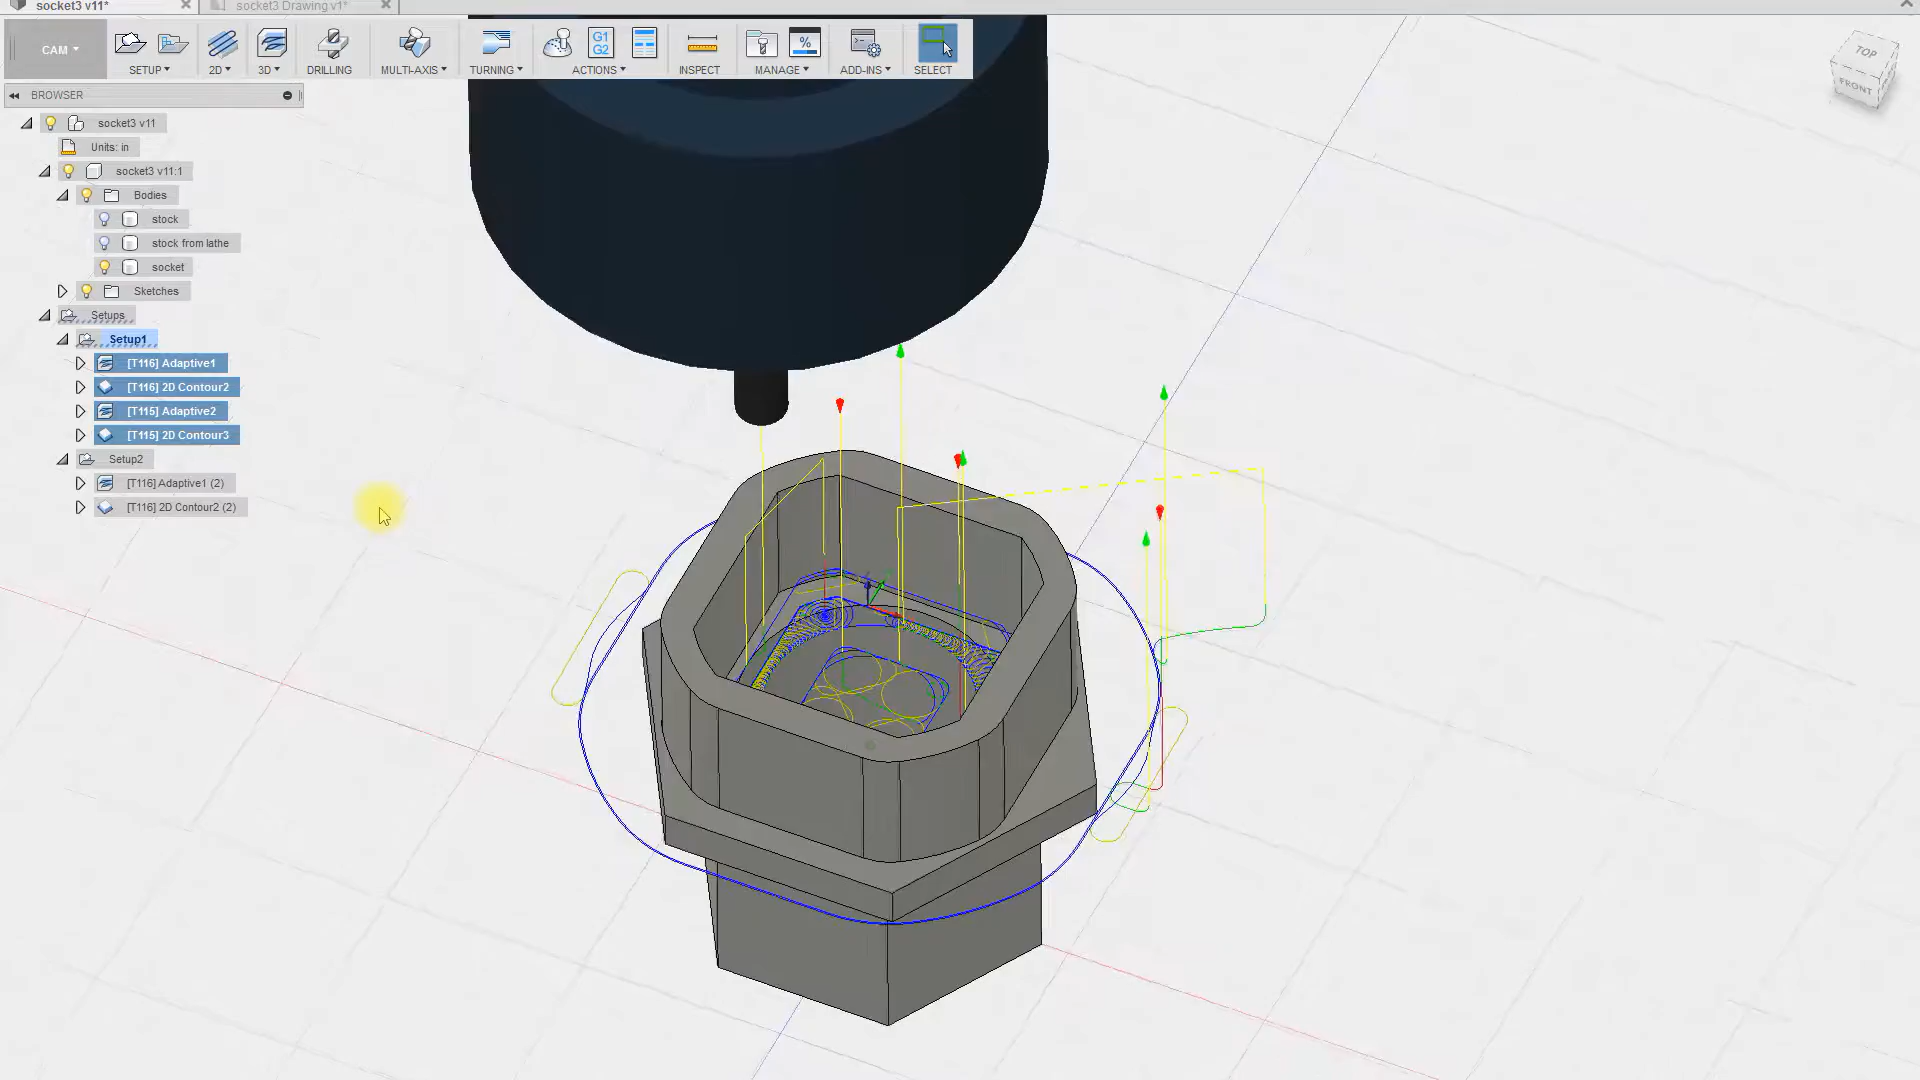 socket3 v11*
socket3 Drawing v1*
CAM
SETUP
2D
3D
DRILLING
MULTI-AXIS
TURNING
G1
G2
ACTIONS
INSPECT
%
MANAGE
ADD-INS
SELECT
TOP
FRONT
BROWSER
socket3 v11
Units: in
socket3 v11:1
Bodies
stock
stock from lathe
socket
Sketches
Setups
Setup1
[T116] Adaptive1
[T116] 2D Contour2
[T115] Adaptive2
[T115] 2D Contour3
Setup2
[T116] Adaptive1 (2)
[T116] 2D Contour2 (2)